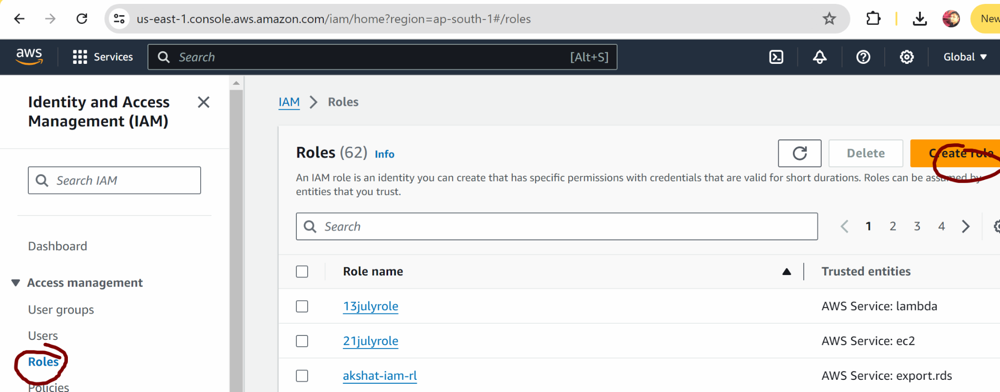 us-east-1.console.aws.amazon.com/iam/home?region=ap-south-1#/roles
New
aws
Services
Search
[Alt+S]
Global
Identity and Access
Management (IAM)
Search IAM
Dashboard
Access management
User groups
Users
Roles
Policies
IAM > Roles
Roles (62) Info
Delete
Create role
An IAM role is an identity you can create that has specific permissions with credentials that are valid for short durations. Roles can be assumed by
entities that you trust.
Search
1 2 3 4
Role name
Trusted entities
13julyrole
AWS Service: lambda
21julyrole
AWS Service: ec2
akshat-iam-rl
AWS Service: export.rds